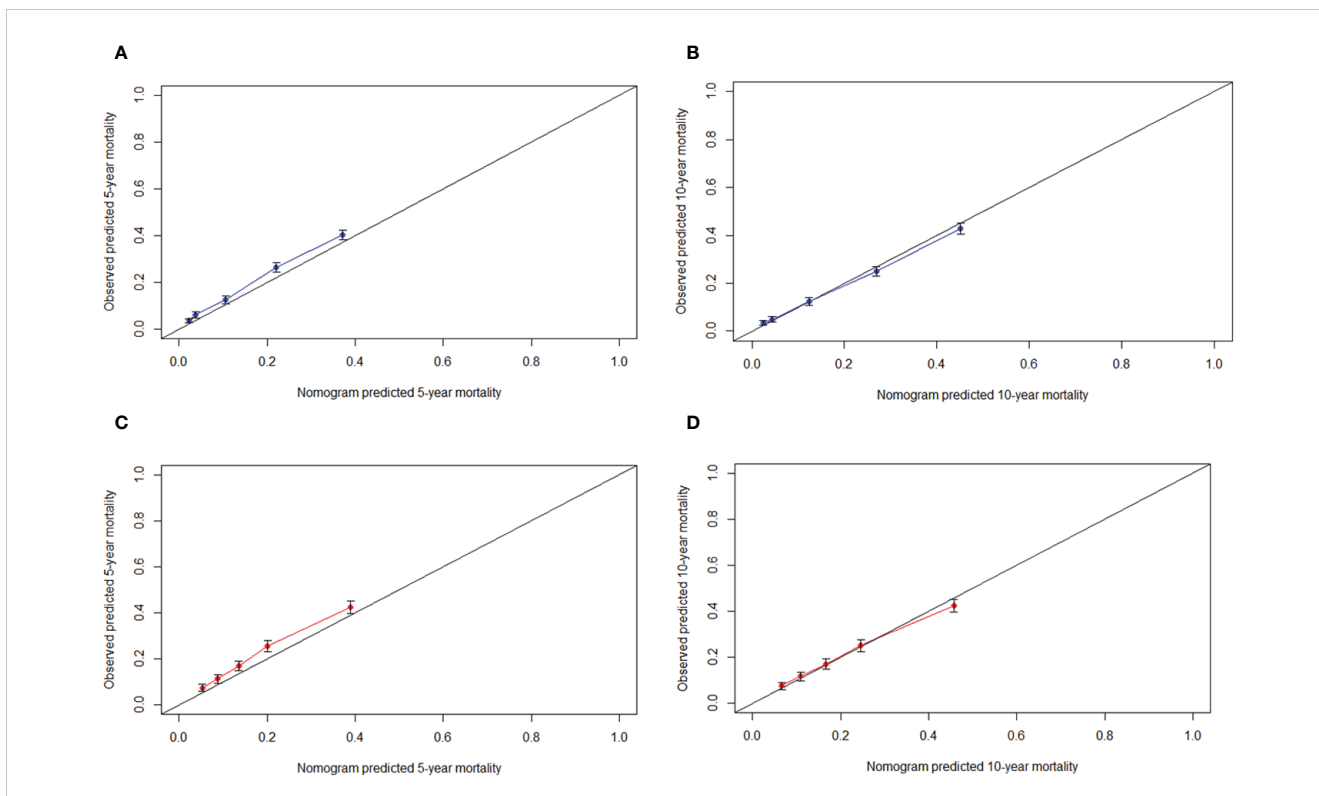 A
Observed predicted 5-year mortality
1.0
0.8
0.6
0.4
0.2
0.0
0.0 0.2 0.4 0.6 0.8 1.0
Nomogram predicted 5-year mortality
B
Observed predicted 10-year mortality
1.0
0.8
0.6
0.4
0.2
0.0
0.0 0.2 0.4 0.6 0.8 1.0
Nomogram predicted 10-year mortality
C
Observed predicted 5-year mortality
1.0
0.8
0.6
0.4
0.2
0.0
0.0 0.2 0.4 0.6 0.8 1.0
Nomogram predicted 5-year mortality
D
Observed predicted 10-year mortality
1.0
0.8
0.6
0.4
0.2
0.0
0.0 0.2 0.4 0.6 0.8 1.0
Nomogram predicted 10-year mortality